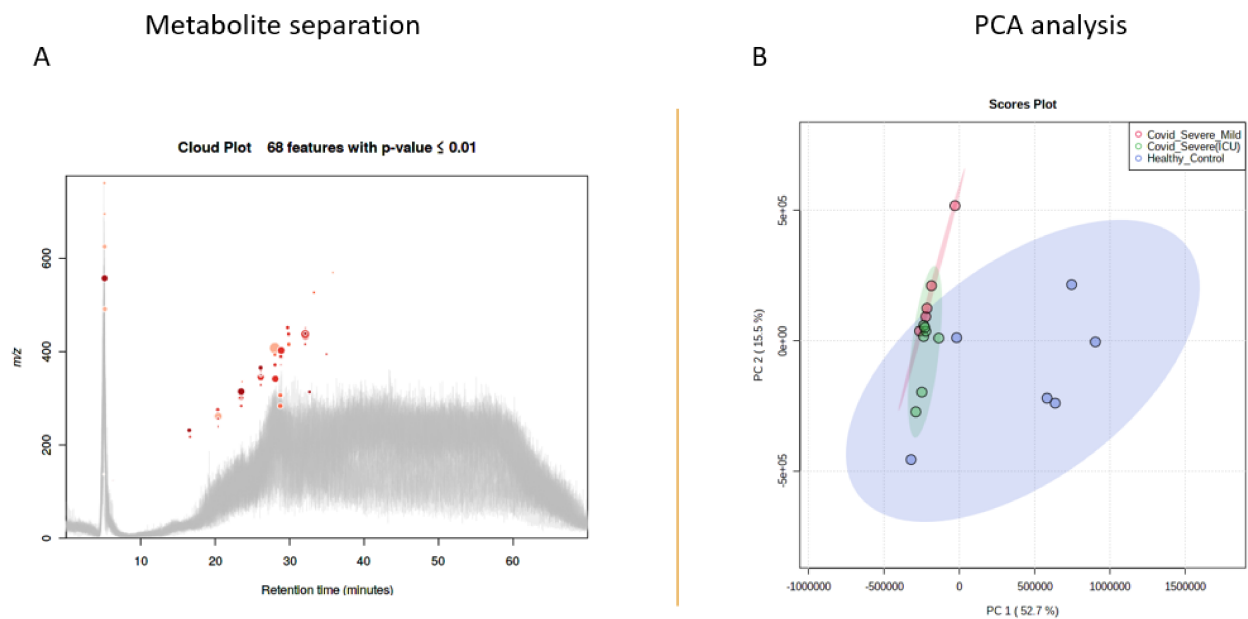 Metabolite separation
A
Cloud Plot 68 features with p-value ≤ 0.01
m/z
600
400
200
0
10 20 30 40 50 60
Retention time (minutes)
PCA analysis
B
Scores Plot
Covid_Severe_Mild
Covid_Severe(ICU)
Healthy_Control
PC 2 ( 15.5 %)
5e+05
0e+00
-5e+05
-1000000 -500000 0 500000 1000000 1500000
PC 1 ( 52.7 %)